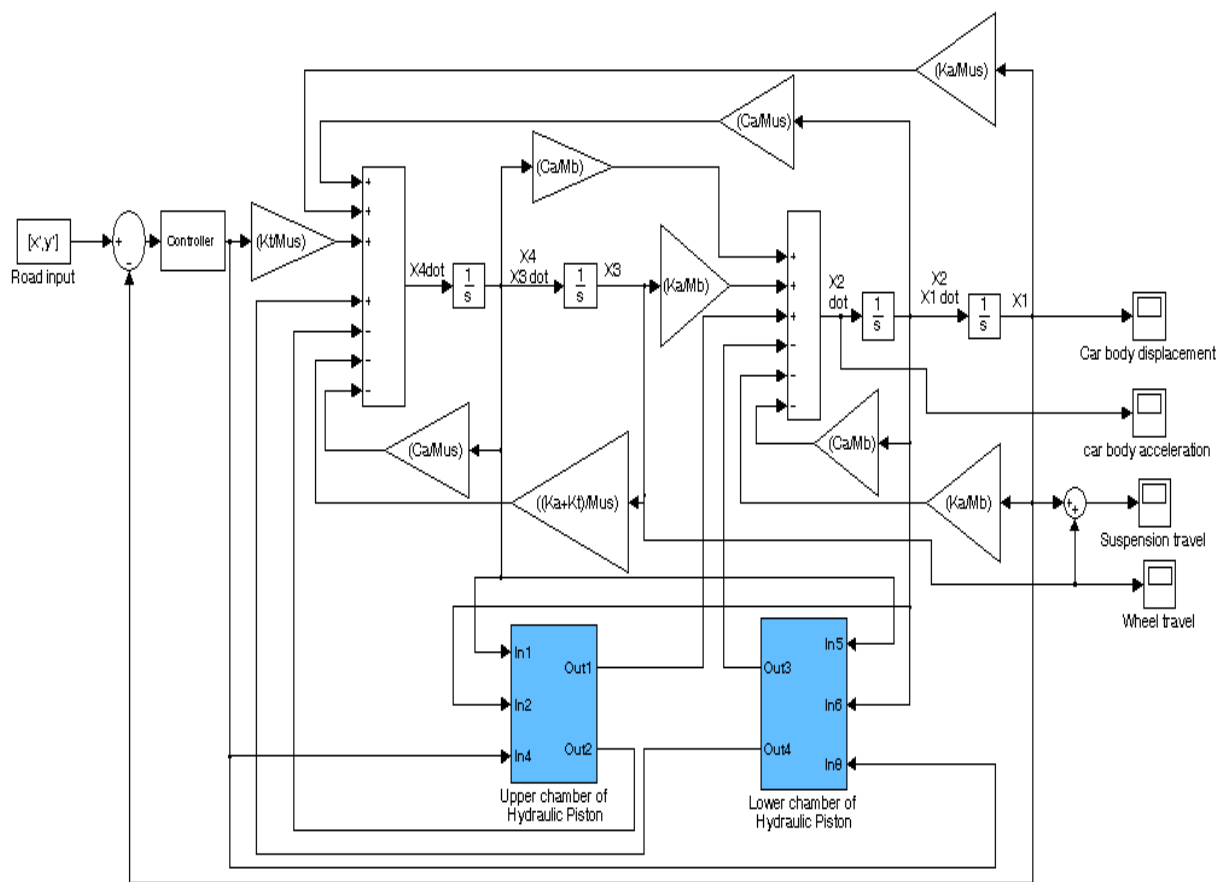 (Ka/Mus)
(Ca/Mus)
(Ca/Mb)
[x',y']
Road input
+
−
Controller
(Kt/Mus)
+
+
+
+
−
−
−
X4dot
1
s
X4
X3 dot
1
s
X3
(Ka/Mb)
+
+
+
−
−
−
X2
dot
1
s
X2
X1 dot
1
s
X1
Car body displacement
car body acceleration
(Ca/Mus)
((Ka+Kt)/Mus)
(Ca/Mb)
(Ka/Mb)
+
+
Suspension travel
Wheel travel
In1
In2
In4
Out1
Out2
Upper chamber of
Hydraulic Piston
Out3
Out4
In5
In6
In8
Lower chamber of
Hydraulic Piston